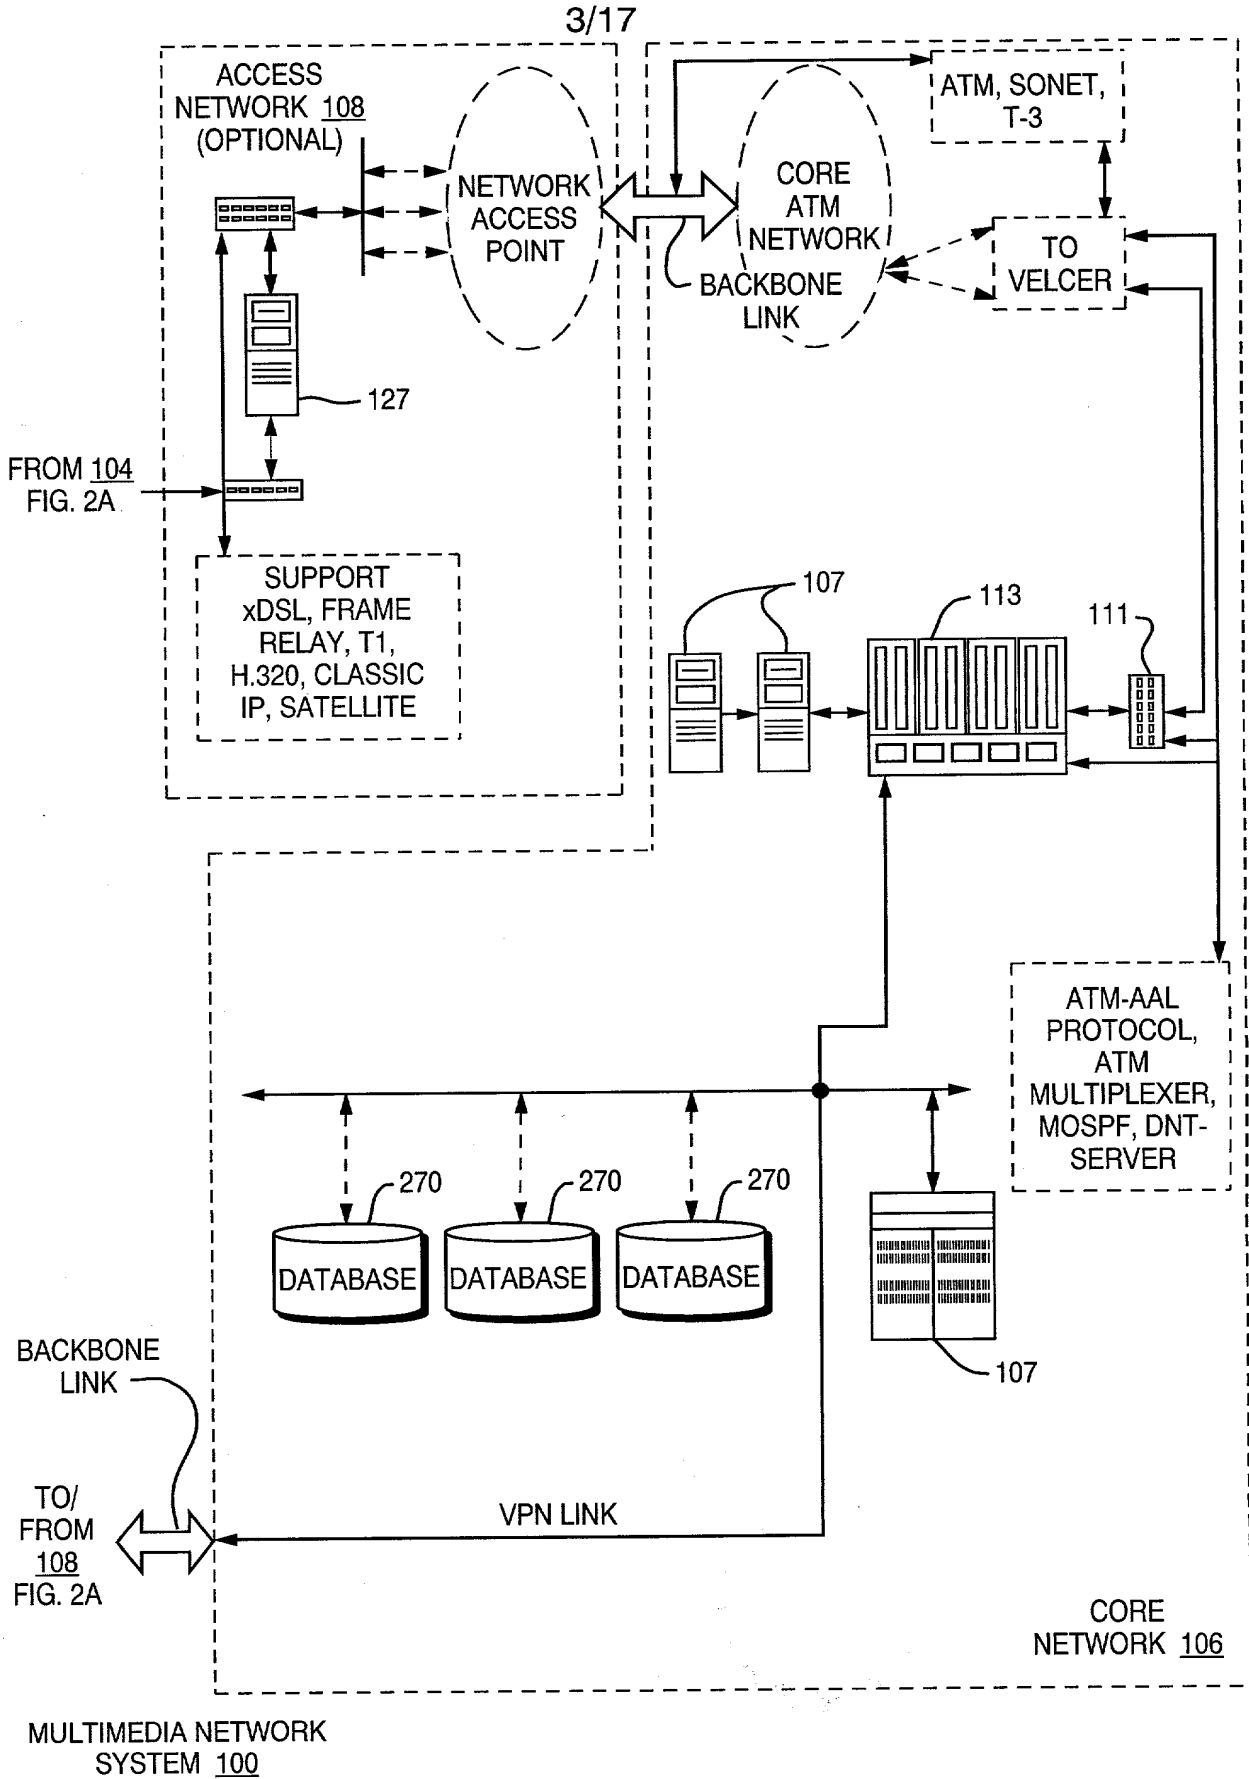 3/17
ACCESS
NETWORK 108
(OPTIONAL)
NETWORK
ACCESS
POINT
CORE
ATM
NETWORK
BACKBONE
LINK
ATM, SONET,
T-3
TO
VELCER
127
FROM 104
FIG. 2A
SUPPORT
xDSL, FRAME
RELAY, T1,
H.320, CLASSIC
IP, SATELLITE
107
113
111
ATM-AAL
PROTOCOL,
ATM
MULTIPLEXER,
MOSPF, DNT-
SERVER
270
270
270
DATABASE
DATABASE
DATABASE
107
BACKBONE
LINK
TO/
FROM
108
FIG. 2A
VPN LINK
CORE
NETWORK 106
MULTIMEDIA NETWORK
SYSTEM 100